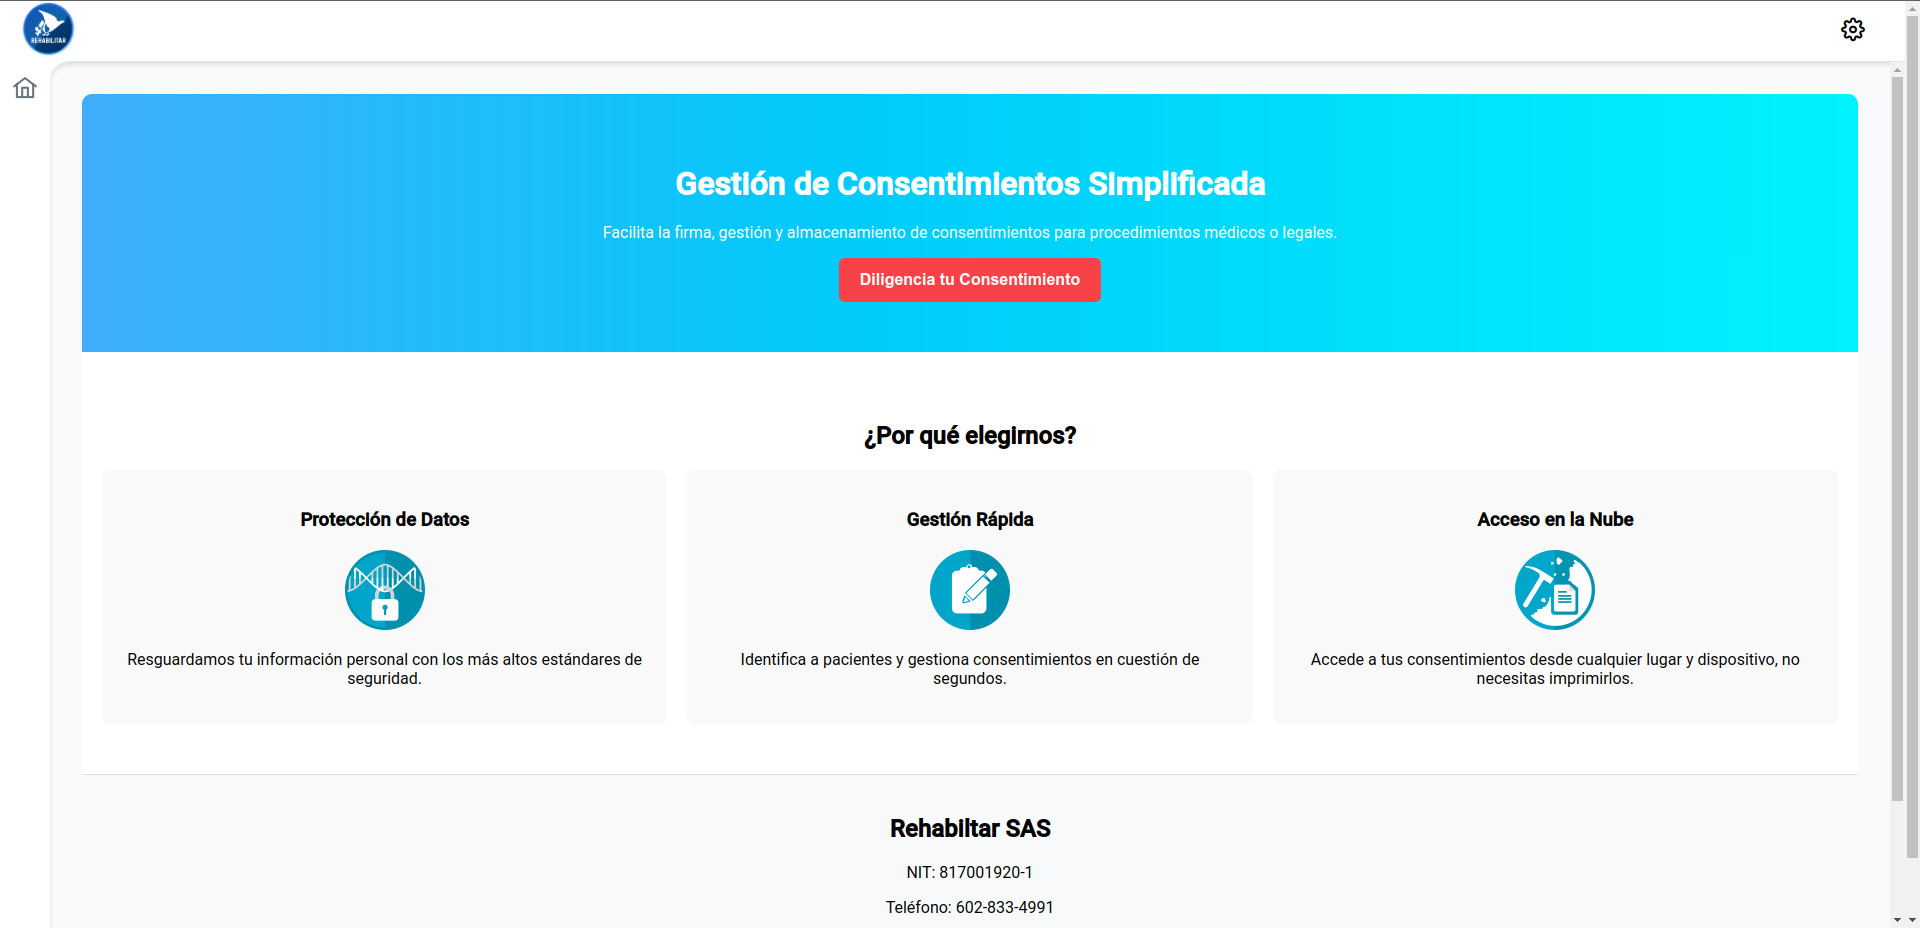 REHABILITAR
Gestión de Consentimientos Simplificada
Facilita la firma, gestión y almacenamiento de consentimientos para procedimientos médicos o legales.
Diligencia tu Consentimiento
¿Por qué elegirnos?
Protección de Datos
Resguardamos tu información personal con los más altos estándares de
seguridad.
Gestión Rápida
Identifica a pacientes y gestiona consentimientos en cuestión de
segundos.
Acceso en la Nube
Accede a tus consentimientos desde cualquier lugar y dispositivo, no
necesitas imprimirlos.
Rehabiltar SAS
NIT: 817001920-1
Teléfono: 602-833-4991